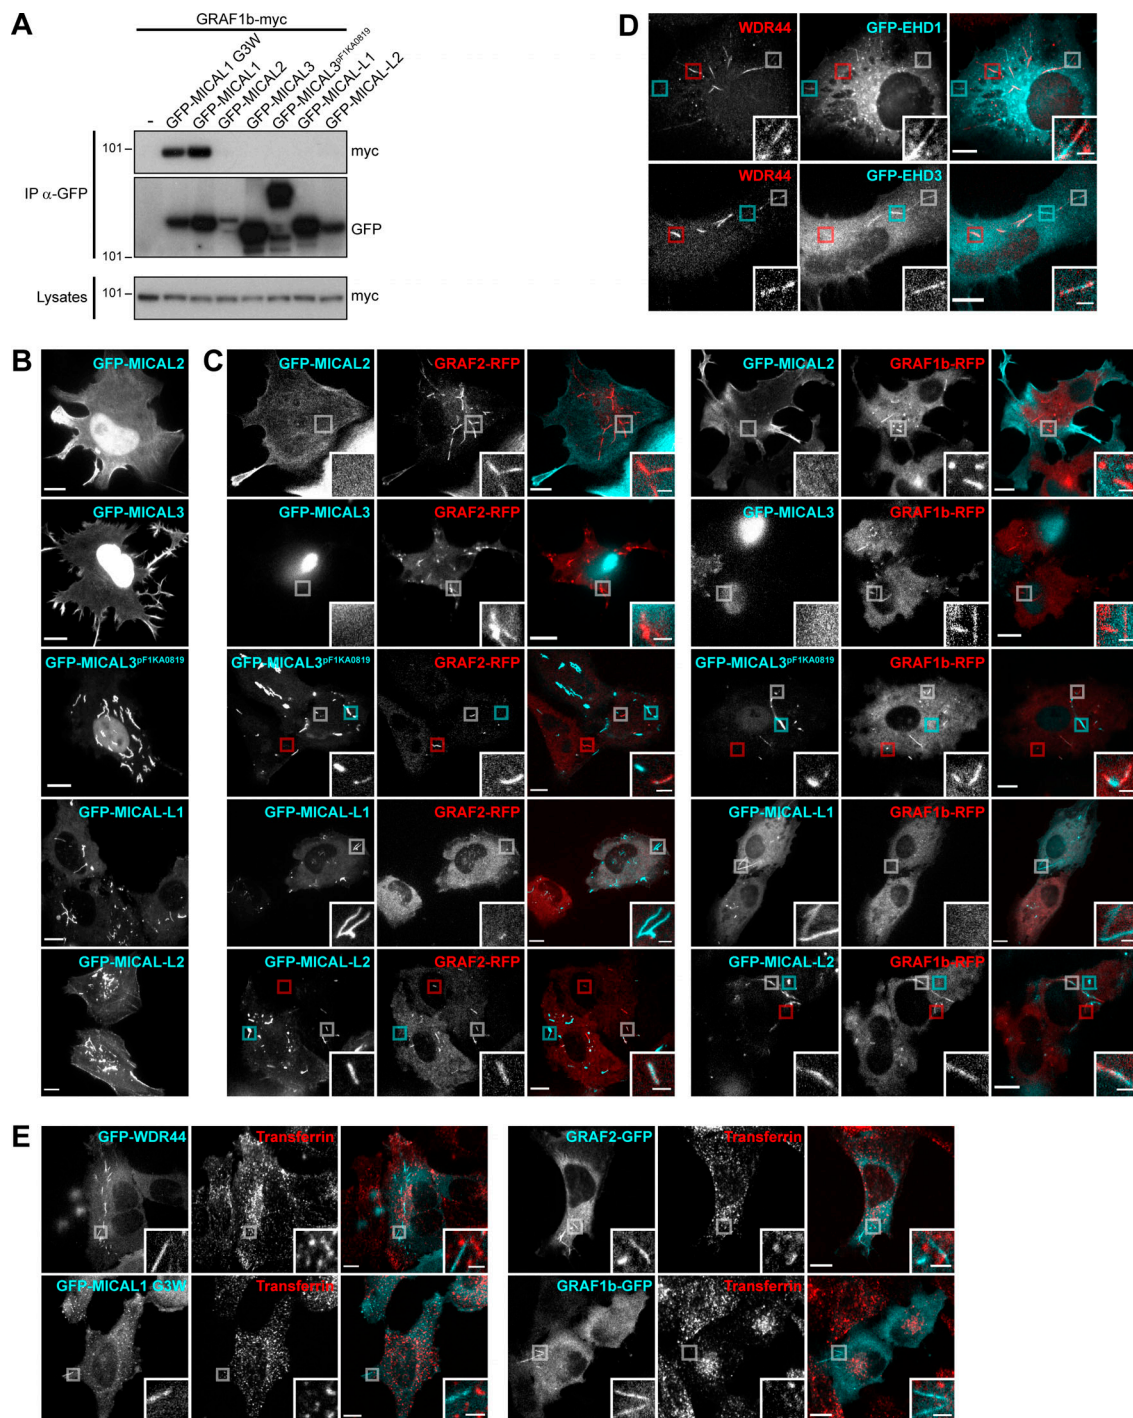 A
GRAF1b-myc
-
GFP-MICAL1 G3W
GFP-MICAL1
GFP-MICAL2
GFP-MICAL3
GFP-MICAL3pF1KA0819
GFP-MICAL-L1
GFP-MICAL-L2
101
myc
IP α-GFP
GFP
101
Lysates
101
myc
D
WDR44
GFP-EHD1
WDR44
GFP-EHD3
B
GFP-MICAL2
GFP-MICAL3
GFP-MICAL3pF1KA0819
GFP-MICAL-L1
GFP-MICAL-L2
C
GFP-MICAL2
GRAF2-RFP
GFP-MICAL2
GRAF1b-RFP
GFP-MICAL3
GRAF2-RFP
GFP-MICAL3
GRAF1b-RFP
GFP-MICAL3pF1KA0819
GRAF2-RFP
GFP-MICAL3pF1KA0819
GRAF1b-RFP
GFP-MICAL-L1
GRAF2-RFP
GFP-MICAL-L1
GRAF1b-RFP
GFP-MICAL-L2
GRAF2-RFP
GFP-MICAL-L2
GRAF1b-RFP
E
GFP-WDR44
Transferrin
GRAF2-GFP
Transferrin
GFP-MICAL1 G3W
Transferrin
GRAF1b-GFP
Transferrin